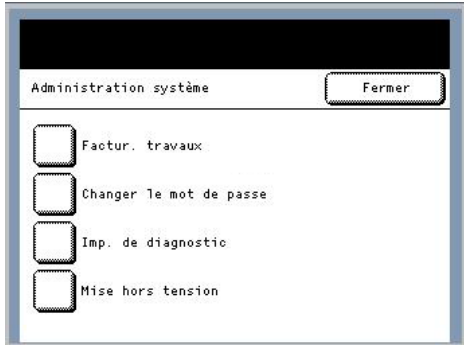 Administration système
Fermer
Factur. travaux
Changer le mot de passe
Imp. de diagnostic
Mise hors tension